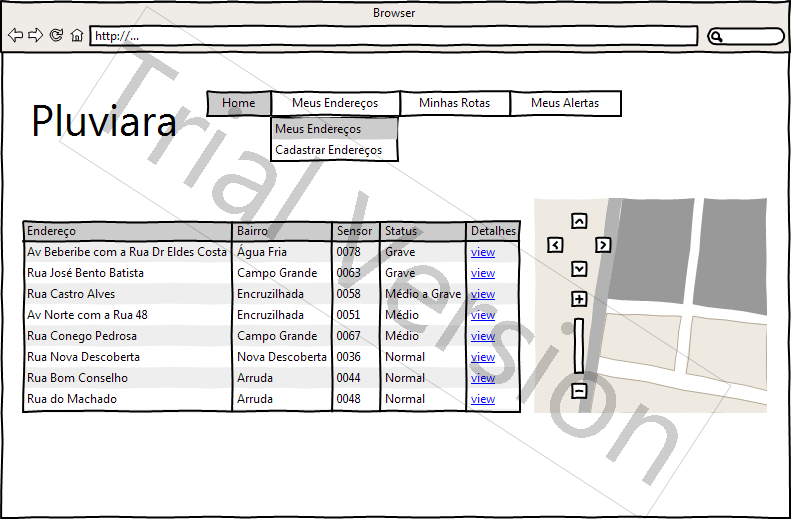 Browser
http://...
Pluviara
Home Meus Endereços Minhas Rotas Meus Alertas
Meus Endereços
Cadastrar Endereços
Endereço Bairro Sensor Status Detalhes
Av Beberibe com a Rua Dr Eldes Costa Água Fria 0078 Grave view
Rua José Bento Batista Campo Grande 0063 Grave view
Rua Castro Alves Encruzilhada 0058 Médio a Grave view
Av Norte com a Rua 48 Encruzilhada 0051 Médio view
Rua Conego Pedrosa Campo Grande 0067 Médio view
Rua Nova Descoberta Nova Descoberta 0036 Normal view
Rua Bom Conselho Arruda 0044 Normal view
Rua do Machado Arruda 0048 Normal view
Trial Version